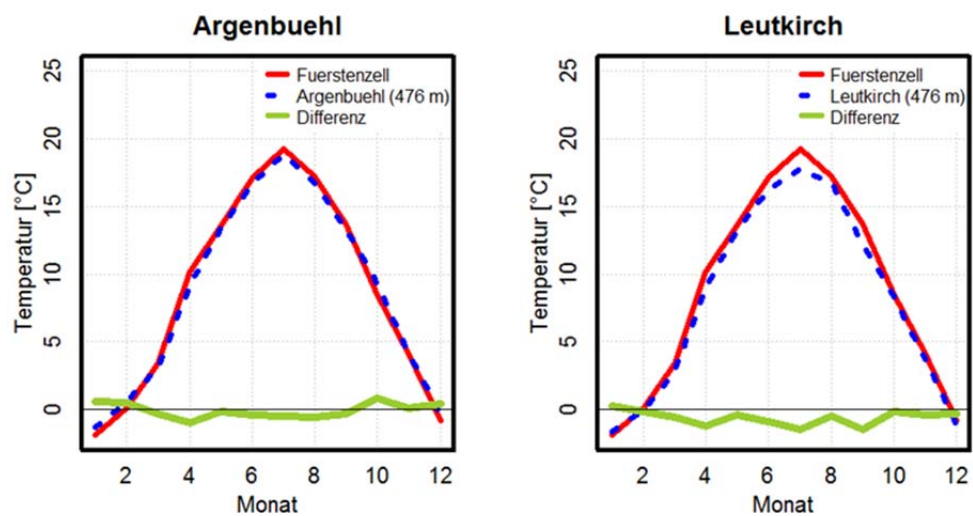 Argenbuehl
Fuerstenzell
Argenbuehl (476 m)
Differenz
Temperatur [°C]
25
20
15
10
5
0
2 4 6 8 10 12
Monat
Leutkirch
Fuerstenzell
Leutkirch (476 m)
Differenz
Temperatur [°C]
25
20
15
10
5
0
2 4 6 8 10 12
Monat